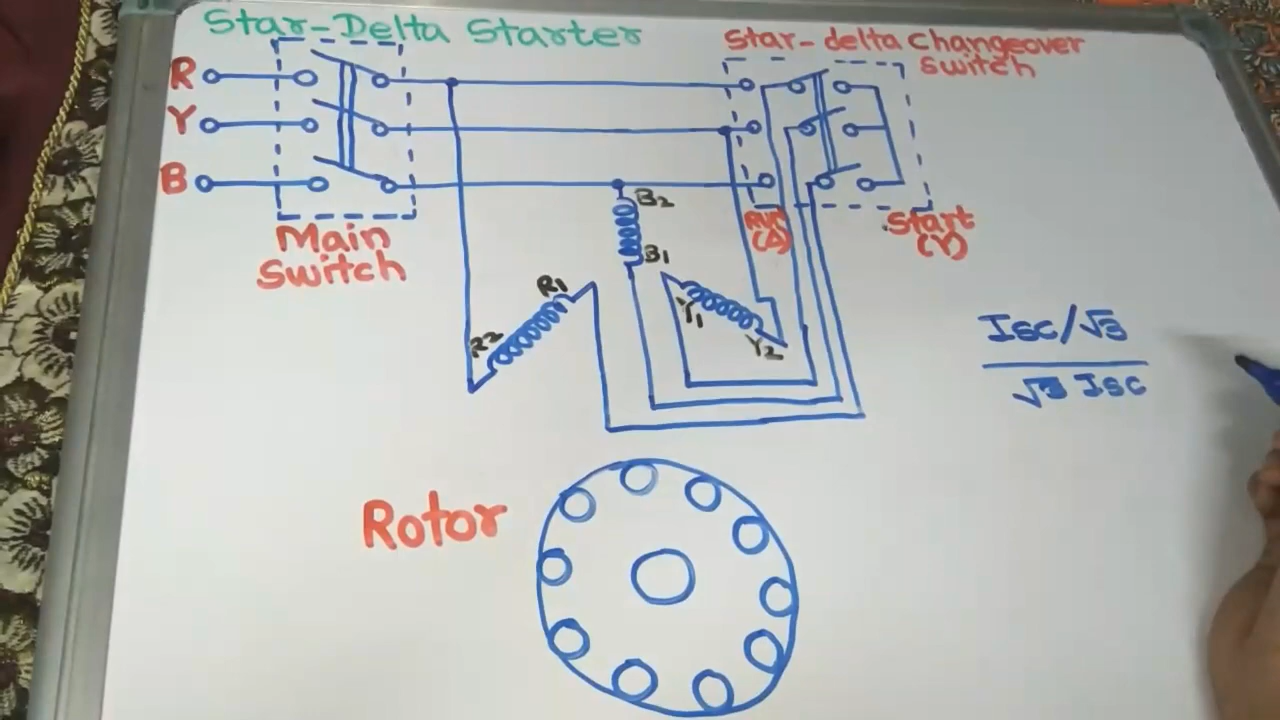 Star-Delta Starter
Star-delta Changeover
Switch
R
Y
B
Main
Switch
Run
(Δ)
Start
(Y)
B2
B1
R1
R2
Y1
Y2
Isc/√3
√3 Isc
Rotor